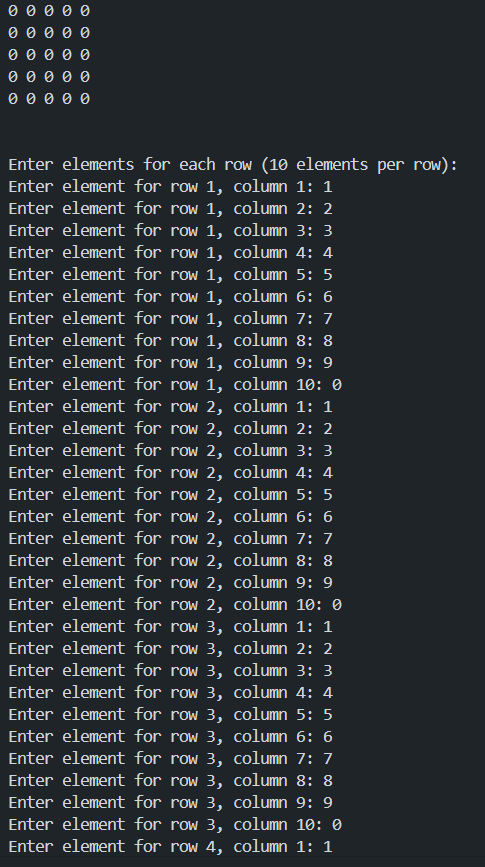 0 0 0 0 0
0 0 0 0 0
0 0 0 0 0
0 0 0 0 0
0 0 0 0 0
Enter elements for each row (10 elements per row):
Enter element for row 1, column 1: 1
Enter element for row 1, column 2: 2
Enter element for row 1, column 3: 3
Enter element for row 1, column 4: 4
Enter element for row 1, column 5: 5
Enter element for row 1, column 6: 6
Enter element for row 1, column 7: 7
Enter element for row 1, column 8: 8
Enter element for row 1, column 9: 9
Enter element for row 1, column 10: 0
Enter element for row 2, column 1: 1
Enter element for row 2, column 2: 2
Enter element for row 2, column 3: 3
Enter element for row 2, column 4: 4
Enter element for row 2, column 5: 5
Enter element for row 2, column 6: 6
Enter element for row 2, column 7: 7
Enter element for row 2, column 8: 8
Enter element for row 2, column 9: 9
Enter element for row 2, column 10: 0
Enter element for row 3, column 1: 1
Enter element for row 3, column 2: 2
Enter element for row 3, column 3: 3
Enter element for row 3, column 4: 4
Enter element for row 3, column 5: 5
Enter element for row 3, column 6: 6
Enter element for row 3, column 7: 7
Enter element for row 3, column 8: 8
Enter element for row 3, column 9: 9
Enter element for row 3, column 10: 0
Enter element for row 4, column 1: 1